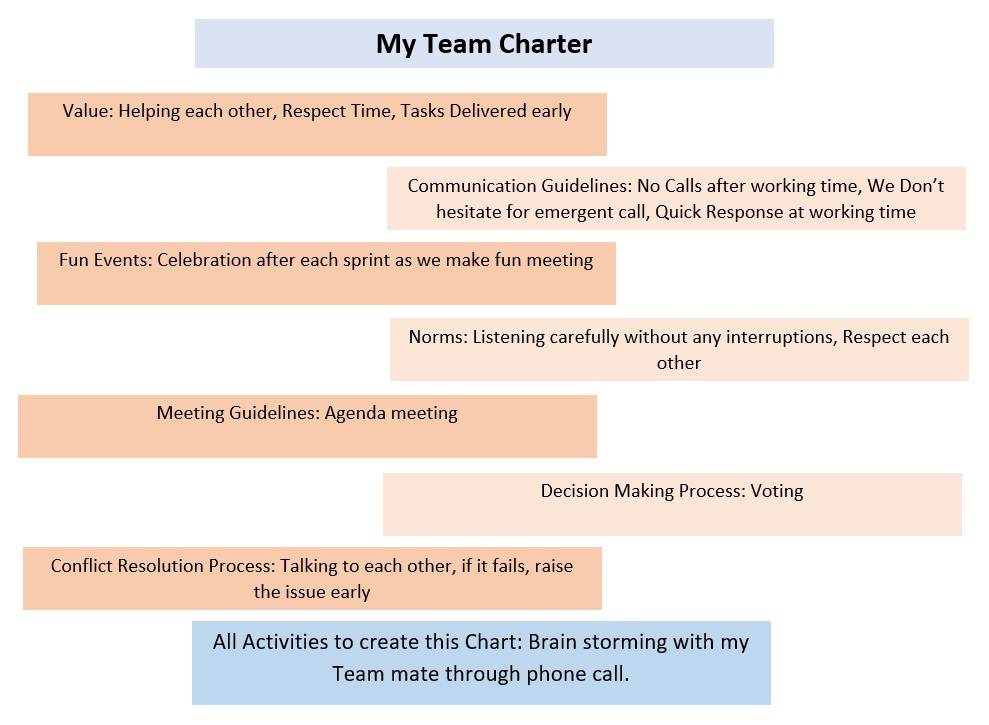 My Team Charter
Value: Helping each other, Respect Time, Tasks Delivered early
Communication Guidelines: No Calls after working time, We Don’t
hesitate for emergent call, Quick Response at working time
Fun Events: Celebration after each sprint as we make fun meeting
Norms: Listening carefully without any interruptions, Respect each
other
Meeting Guidelines: Agenda meeting
Decision Making Process: Voting
Conflict Resolution Process: Talking to each other, if it fails, raise
the issue early
All Activities to create this Chart: Brain storming with my
Team mate through phone call.